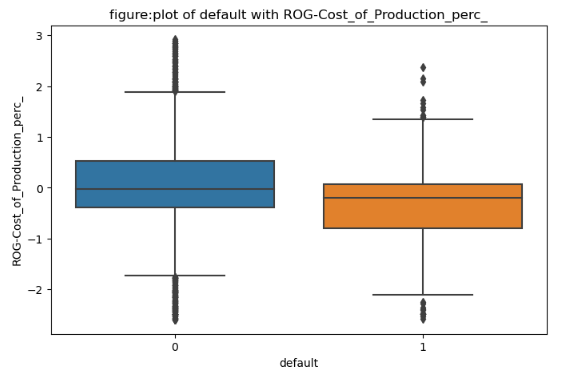 figure:plot of default with ROG-Cost_of_Production_perc_
ROG-Cost_of_Production_perc_
3
2
1
0
−1
−2
0
1
default